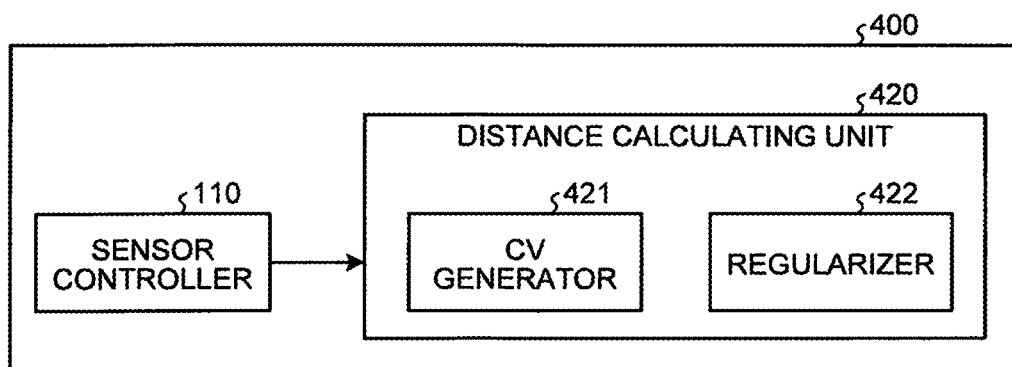 400
420
DISTANCE CALCULATING UNIT
110
421
422
SENSOR
CONTROLLER
CV
GENERATOR
REGULARIZER